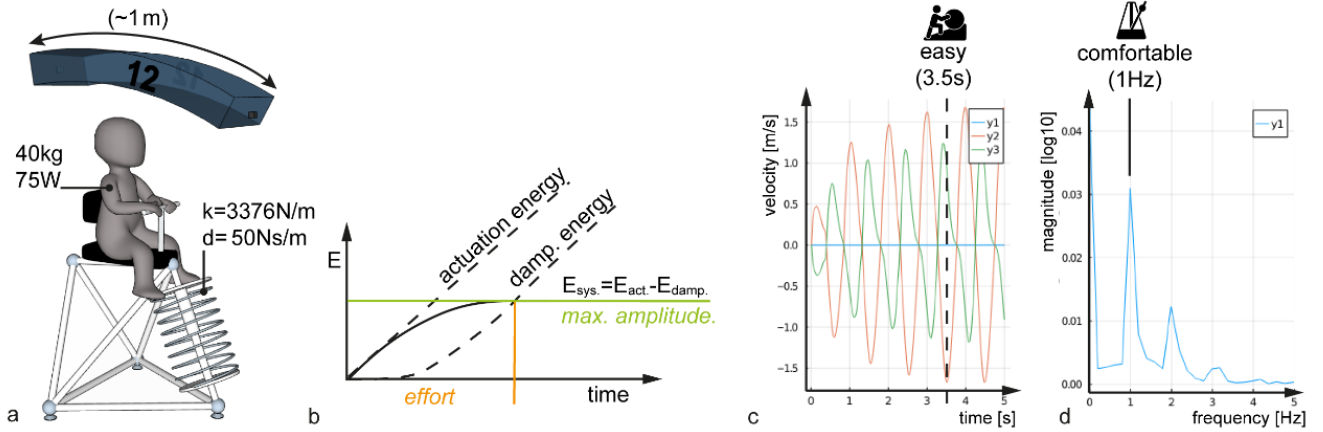 (~1 m)
12
40kg
75W
k=3376N/m
d= 50Ns/m
a
E
actuation energy
damp. energy
E_sys.=E_act.-E_damp.
max. amplitude.
effort
time
b
easy
(3.5s)
velocity [m/s]
1.5
1.0
0.5
0.0
-0.5
-1.0
-1.5
y1
y2
y3
0
1
2
3
4
5
time [s]
c
comfortable
(1Hz)
magnitude [log10]
0.04
0.03
0.02
0.01
0.00
y1
0
1
2
3
4
5
frequency [Hz]
d